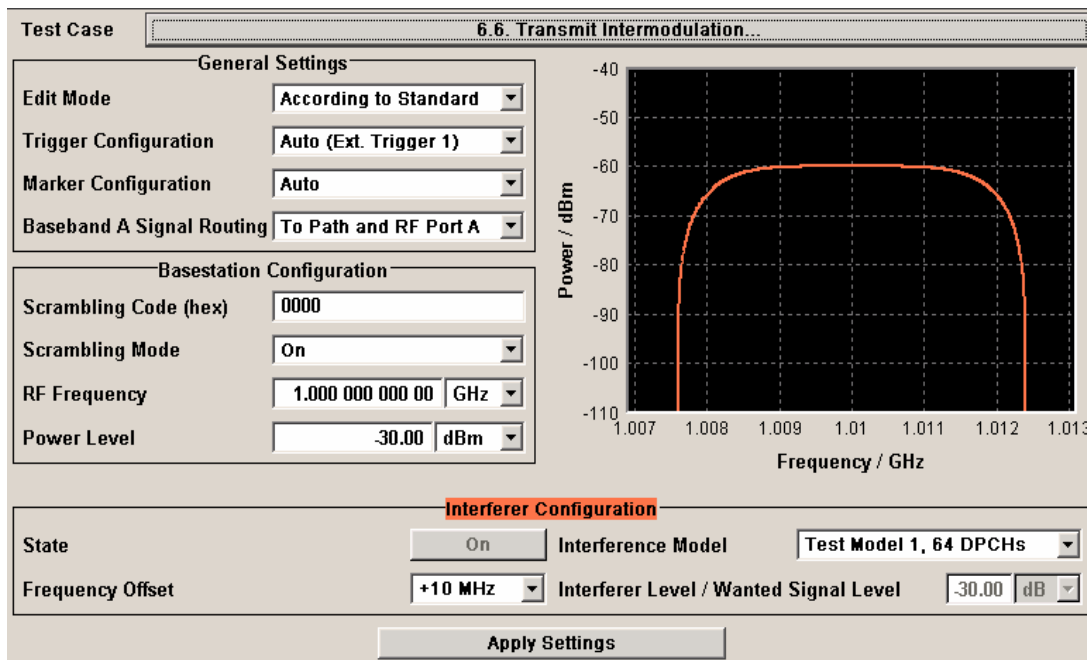 Test Case
6.6. Transmit Intermodulation...
General Settings
Edit Mode According to Standard
Trigger Configuration Auto (Ext. Trigger 1)
Marker Configuration Auto
Baseband A Signal Routing To Path and RF Port A
Basestation Configuration
Scrambling Code (hex) 0000
Scrambling Mode On
RF Frequency 1.000 000 000 00 GHz
Power Level -30.00 dBm
Power / dBm
-40
-50
-60
-70
-80
-90
-100
-110
1.007 1.008 1.009 1.01 1.011 1.012 1.013
Frequency / GHz
Interferer Configuration
State On Interference Model Test Model 1, 64 DPCHs
Frequency Offset +10 MHz Interferer Level / Wanted Signal Level -30.00 dB
Apply Settings